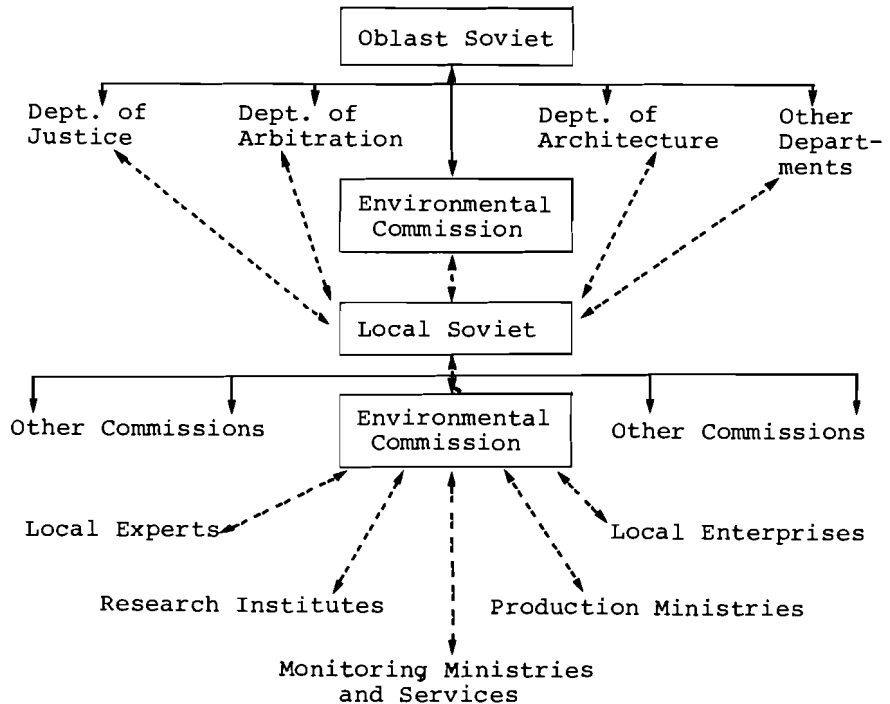 Oblast Soviet
Dept. of
Justice
Dept. of
Arbitration
Dept. of
Architecture
Other
Depart-
ments
Environmental
Commission
Local Soviet
Other Commissions
Environmental
Commission
Other Commissions
Local Experts
Local Enterprises
Research Institutes
Production Ministries
Monitoring Ministries
and Services